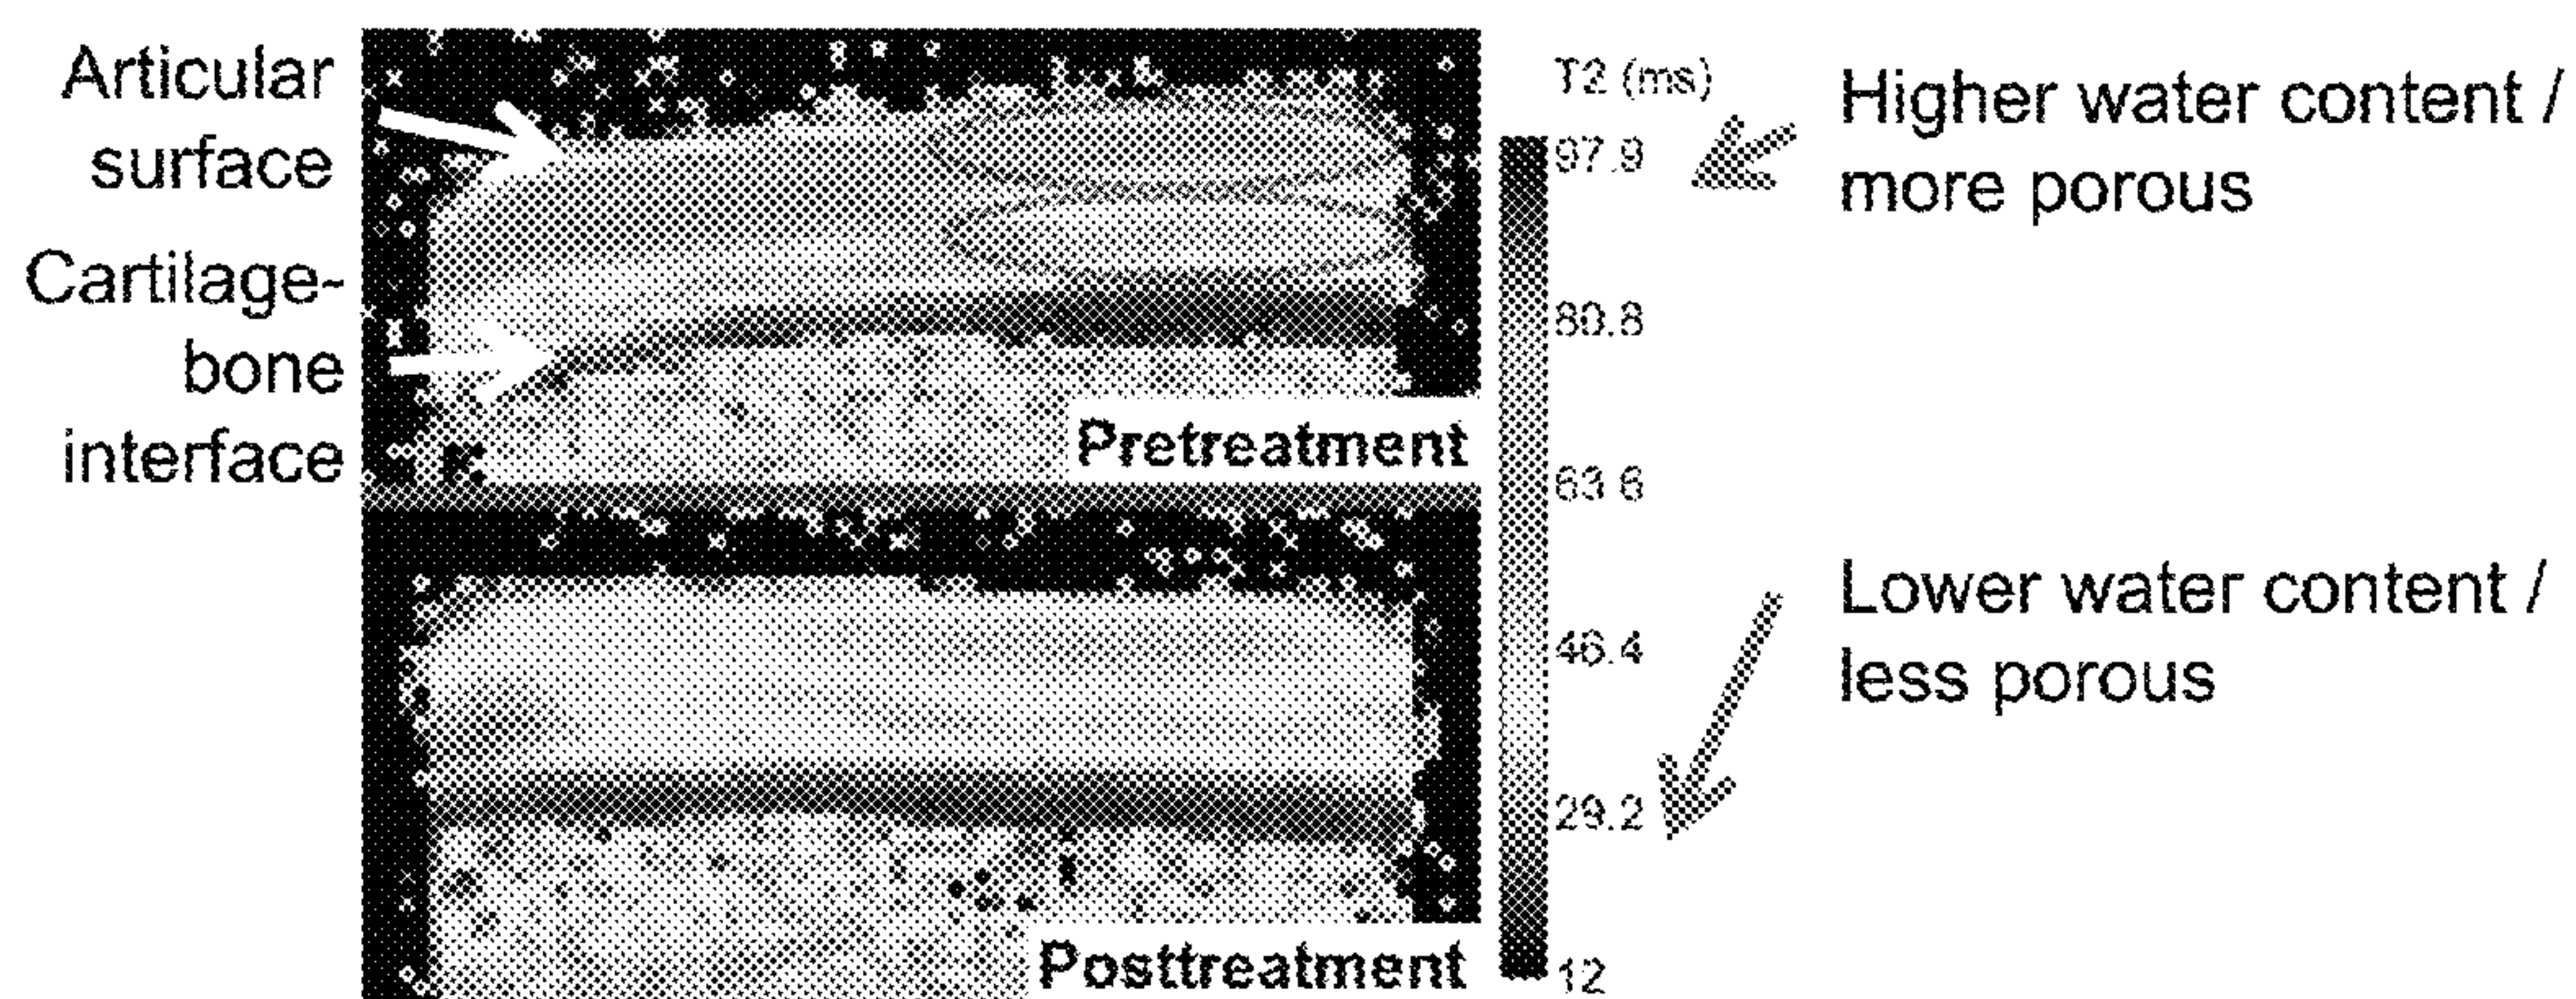 Articular
surface
Cartilage-
bone
interface
Pretreatment
Posttreatment
T2 (ms)
97.9
80.8
63.6
46.4
29.2
12
Higher water content /
more porous
Lower water content /
less porous